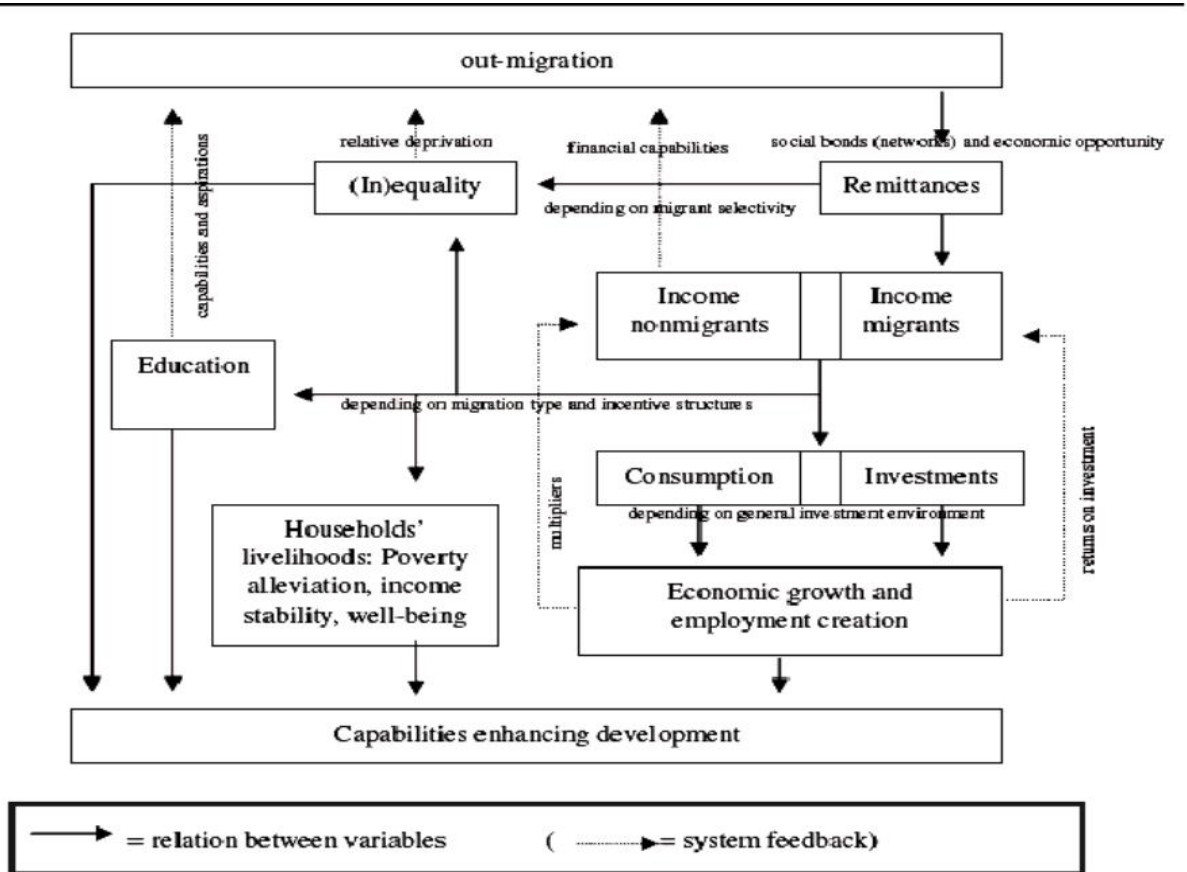 out-migration
relative deprivation
financial capabilities
social bonds (networks) and economic opportunity
capabilities and aspirations
(In)equality
Remittances
depending on migrant selectivity
Income
nonmigrants
Income
migrants
Education
depending on migration type and incentive structures
Consumption
Investments
depending on general investment environment
multipliers
returns on investment
Households'
livelihoods: Poverty
alleviation, income
stability, well-being
Economic growth and
employment creation
Capabilities enhancing development
= relation between variables
( = system feedback)